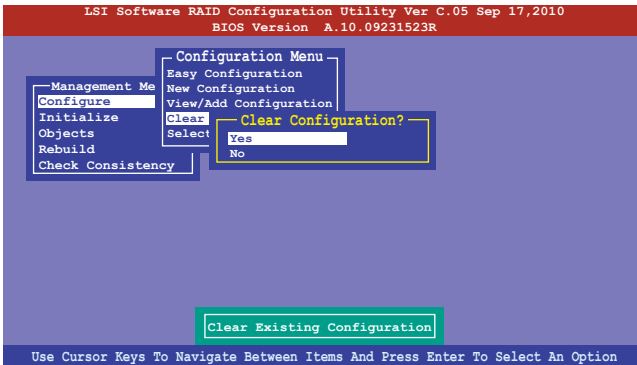 LSI Software RAID Configuration Utility Ver C.05 Sep 17,2010
BIOS Version A.10.09231523R
Configuration Menu
Easy Configuration
New Configuration
View/Add Configuration
Clear
Select
Management Me
Configure
Initialize
Objects
Rebuild
Check Consistency
Clear Configuration?
Yes
No
Clear Existing Configuration
Use Cursor Keys To Navigate Between Items And Press Enter To Select An Option